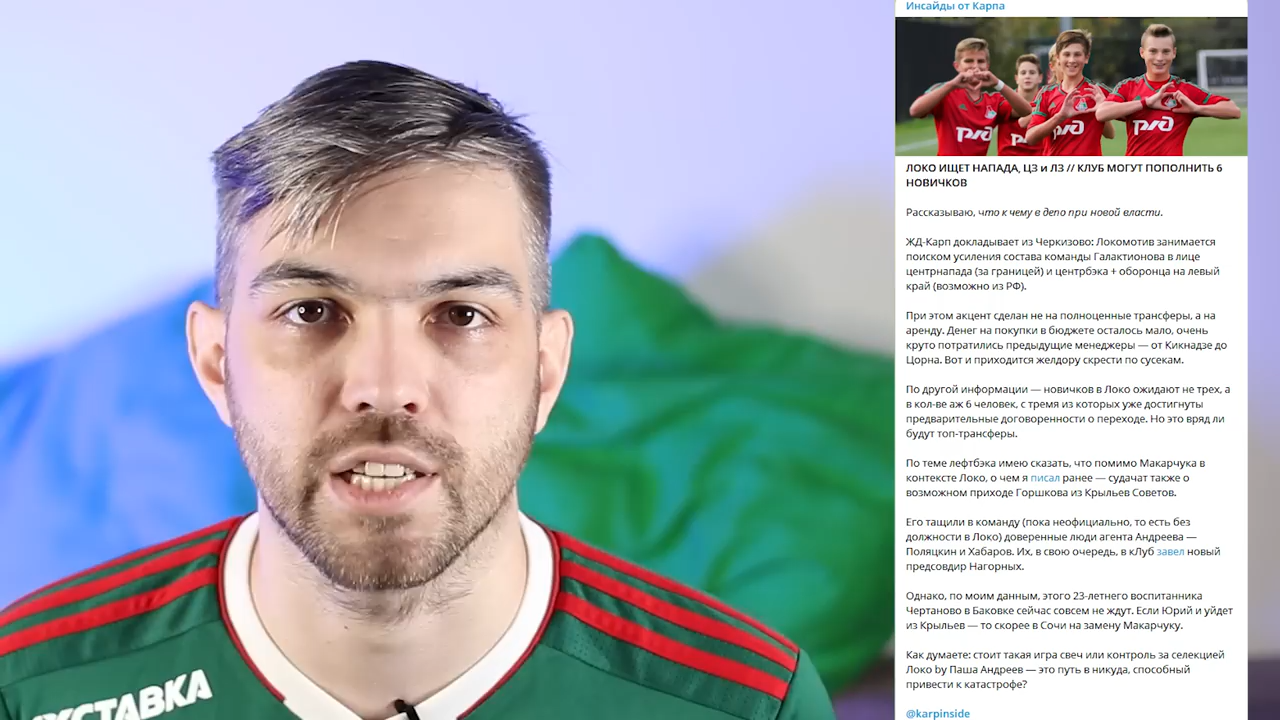 Инсайды от Карпа
РЖД
РЖД
РЖД
ЛОКО ИЩЕТ НАПАДА, ЦЗ и ЛЗ // КЛУБ МОГУТ ПОПОЛНИТЬ 6
НОВИЧКОВ
Рассказываю, что к чему в депо при новой власти.
ЖД-Карп докладывает из Черкизово: Локомотив занимается
поиском усиления состава команды Галактионова в лице
центрнапада (за границей) и центрбэка + оборонца на левый
край (возможно из РФ).
При этом акцент сделан не на полноценные трансферы, а на
аренду. Денег на покупки в бюджете осталось мало, очень
круто потратились предыдущие менеджеры — от Кикнадзе до
Цорна. Вот и приходится желдору скрести по сусекам.
По другой информации — новичков в Локо ожидают не трех, а
в кол-ве аж 6 человек, с тремя из которых уже достигнуты
предварительные договоренности о переходе. Но это вряд ли
будут топ-трансферы.
По теме лефтбэка имею сказать, что помимо Макарчука в
контексте Локо, о чем я писал ранее — судачат также о
возможном приходе Горшкова из Крыльев Советов.
Его тащили в команду (пока неофициально, то есть без
должности в Локо) доверенные люди агента Андреева —
Поляцкин и Хабаров. Их, в свою очередь, в кЛуб завел новый
предсовдир Нагорных.
Однако, по моим данным, этого 23-летнего воспитанника
Чертаново в Баковке сейчас совсем не ждут. Если Юрий и уйдет
из Крыльев — то скорее в Сочи на замену Макарчуку.
Как думаете: стоит такая игра свеч или контроль за селекцией
Локо by Паша Андреев — это путь в никуда, способный
привести к катастрофе?
@karpinside